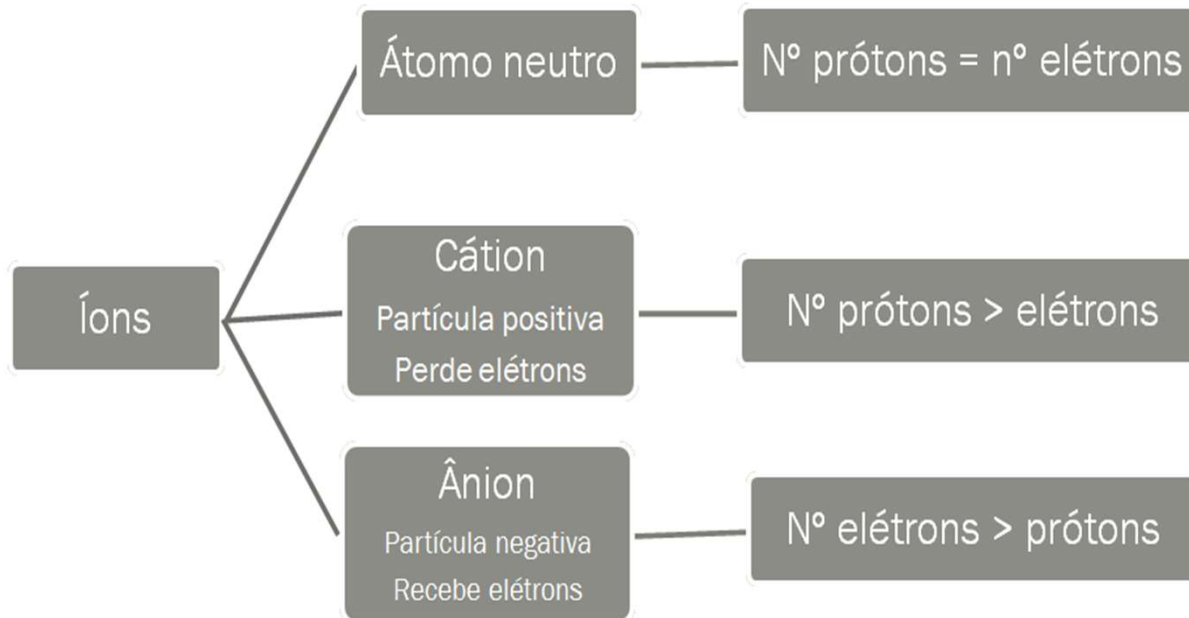 Átomo neutro
Nº prótons = nº elétrons
Íons
Cátion
Partícula positiva
Perde elétrons
Nº prótons > elétrons
Ânion
Partícula negativa
Recebe elétrons
Nº elétrons > prótons